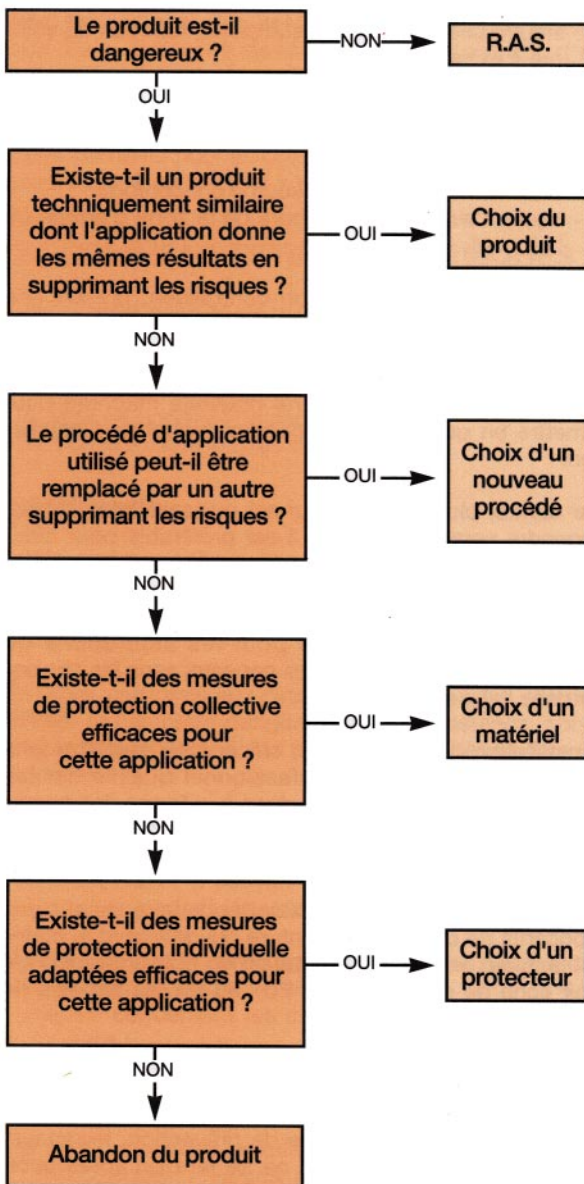 Le produit est-il
dangereux ?
NON
R.A.S.
OUI
Existe-t-il un produit
techniquement similaire
dont l'application donne
les mêmes résultats en
supprimant les risques ?
OUI
Choix du
produit
NON
Le procédé d'application
utilisé peut-il être
remplacé par un autre
supprimant les risques ?
OUI
Choix d'un
nouveau
procédé
NON
Existe-t-il des mesures
de protection collective
efficaces pour
cette application ?
OUI
Choix d'un
matériel
NON
Existe-t-il des mesures
de protection individuelle
adaptées efficaces pour
cette application ?
OUI
Choix d'un
protecteur
NON
Abandon du produit